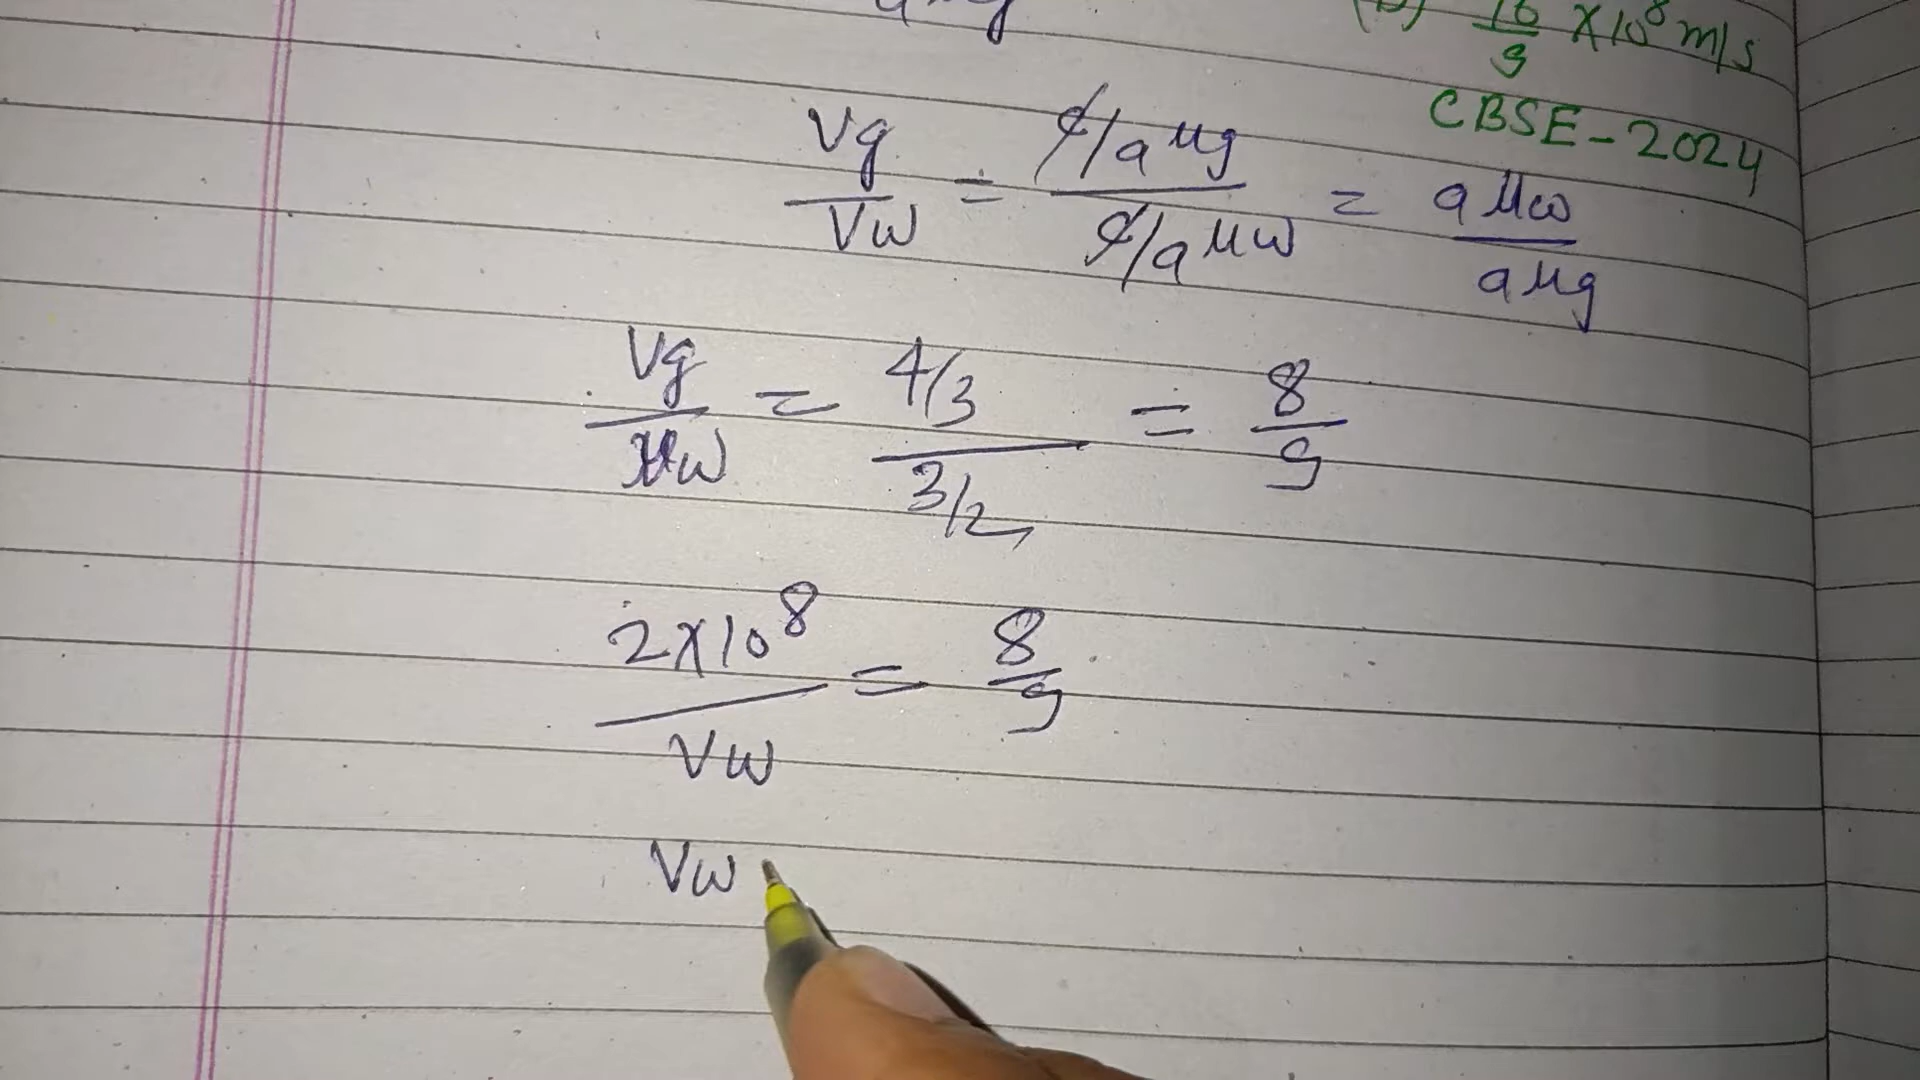 (D) 16/9 × 10⁸ m/s
CBSE-2024
Vg/Vw = c/aμg / c/aμw = aμw/aμg
Vg/Vw = 4/3 / 3/2 = 8/9
2×10⁸/Vw = 8/9
Vw